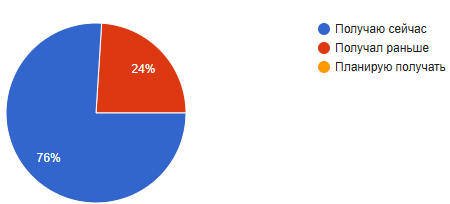 Получаю сейчас
Получал раньше
Планирую получать
24%
76%